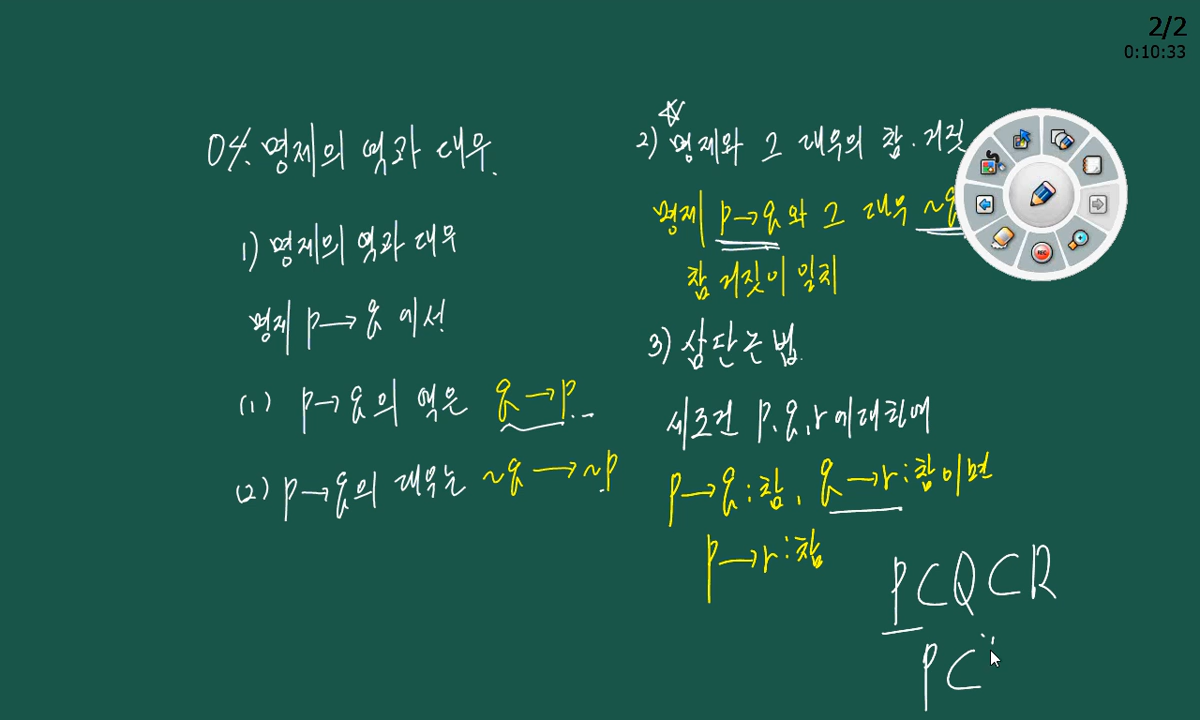 2/2
0:10:33
04. 명제의 역과 대우.
1) 명제의 역과 대우
명제 p→q 에서
(1) p→q의 역은 q→p.
(2) p→q의 대우는 ~q→~p
2) 명제와 그 대우의 참.거짓
명제 p→q와 그 대우 ~q
참 거짓이 일치
3) 삼단논법.
세조건 p, q, r에대하여
p→q:참, q→r:참이면
p→r:참
P⊂Q⊂R
P⊂
REC